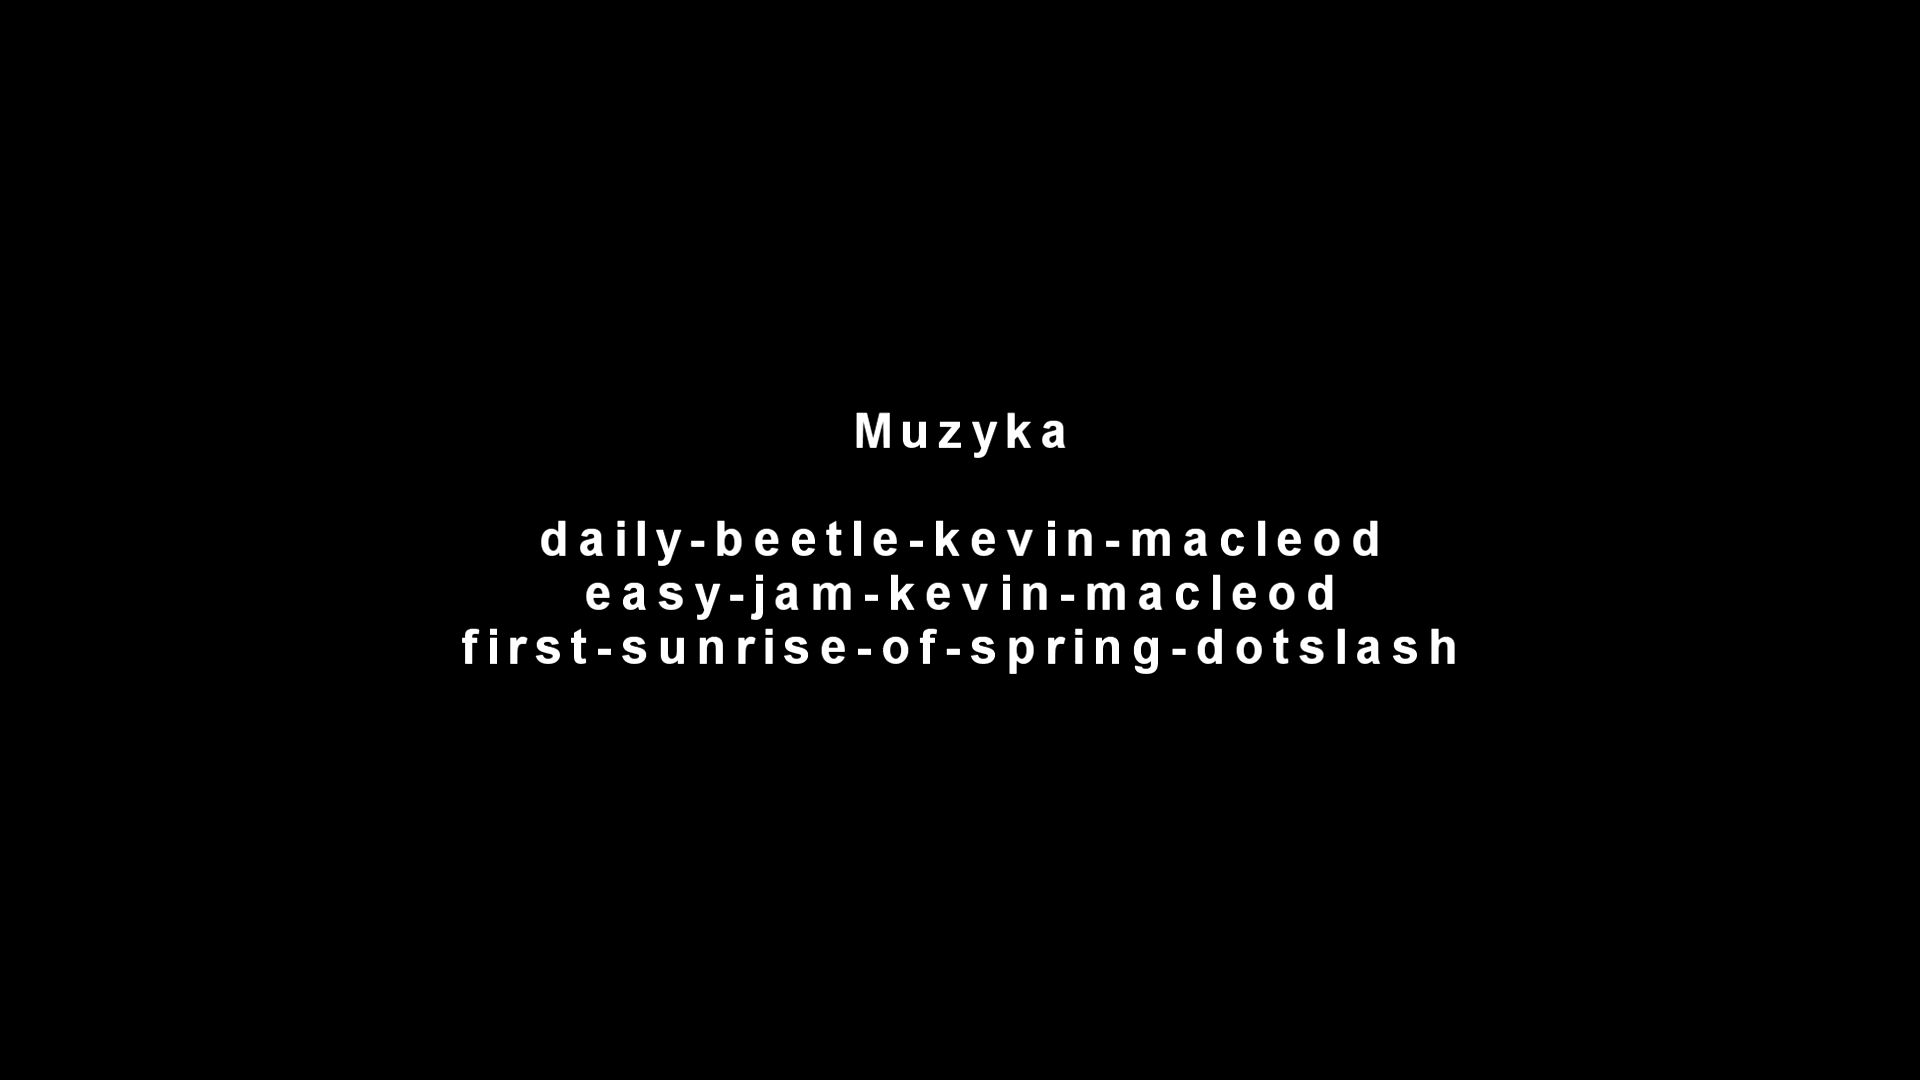 Muzyka
daily-beetle-kevin-macleod
easy-jam-kevin-macleod
first-sunrise-of-spring-dotslash